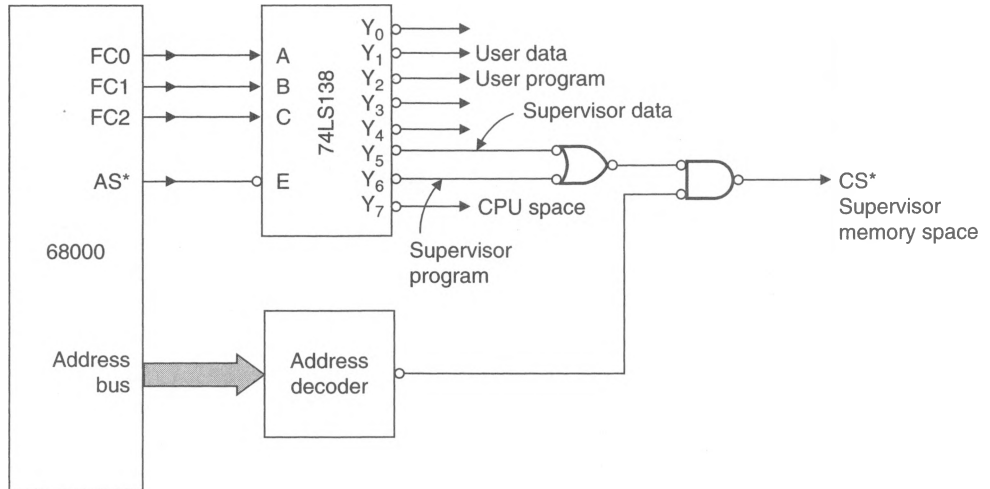 FC0
FC1
FC2
AS*
68000
Address
bus
A
B
C
E
74LS138
Y0
Y1
Y2
Y3
Y4
Y5
Y6
Y7
User data
User program
Supervisor data
CPU space
Supervisor
program
CS*
Supervisor
memory space
Address
decoder